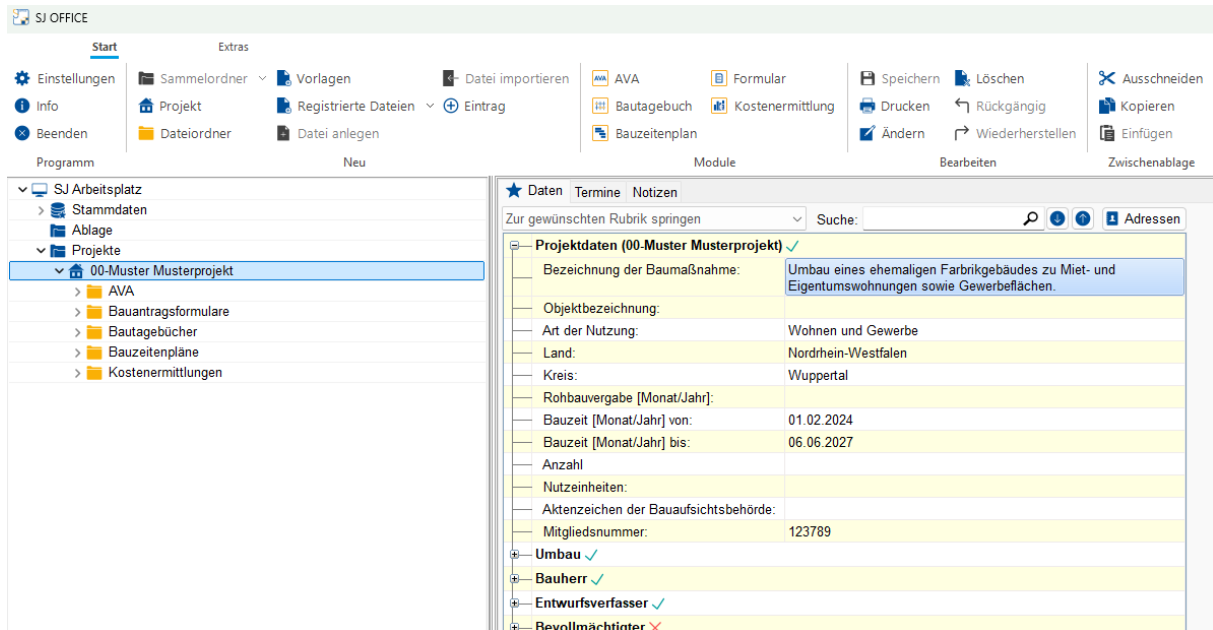 SJ OFFICE
Start Extras
Einstellungen Sammelordner Vorlagen Datei importieren AVA Formular Speichern Löschen Ausschneiden
Info Projekt Registrierte Dateien Eintrag Bautagebuch Kostenermittlung Drucken Rückgängig Kopieren
Beenden Dateiordner Datei anlegen Bauzeitenplan Ändern Wiederherstellen Einfügen
Programm Neu Module Bearbeiten Zwischenablage
SJ Arbeitsplatz
Stammdaten
Ablage
Projekte
00-Muster Musterprojekt
AVA
Bauantragsformulare
Bautagebücher
Bauzeitenpläne
Kostenermittlungen
Daten Termine Notizen
Zur gewünschten Rubrik springen Suche: Adressen
Projektdaten (00-Muster Musterprojekt)
Bezeichnung der Baumaßnahme: Umbau eines ehemaligen Farbrikgebäudes zu Miet- und
Eigentumswohnungen sowie Gewerbeflächen.
Objektbezeichnung:
Art der Nutzung: Wohnen und Gewerbe
Land: Nordrhein-Westfalen
Kreis: Wuppertal
Rohbauvergabe [Monat/Jahr]:
Bauzeit [Monat/Jahr] von: 01.02.2024
Bauzeit [Monat/Jahr] bis: 06.06.2027
Anzahl
Nutzeinheiten:
Aktenzeichen der Bauaufsichtsbehörde:
Mitgliedsnummer: 123789
Umbau
Bauherr
Entwurfsverfasser
Bevollmächtigter